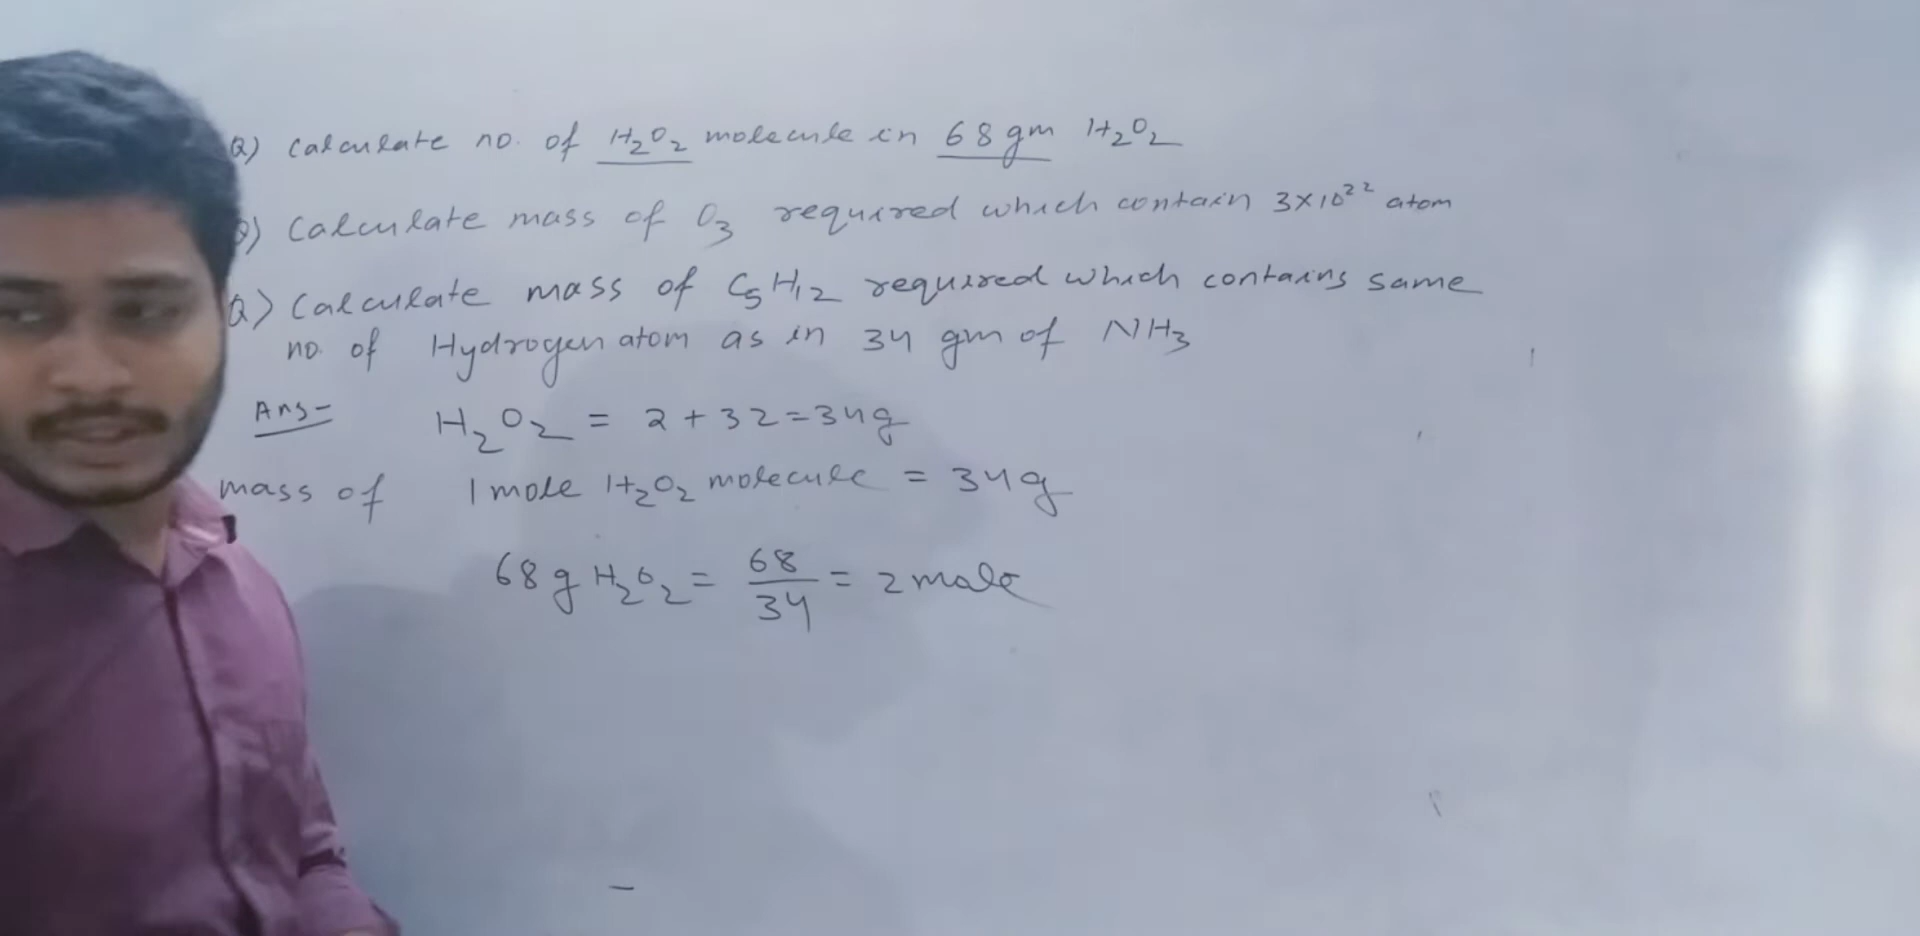 Q) Calculate no. of H₂O₂ molecule in 68 gm H₂O₂
Q) Calculate mass of O₃ required which contain 3×10²² atom
Q) Calculate mass of C₅H₁₂ required which contains same
no. of Hydrogen atom as in 34 gm of NH₃
Ans- H₂O₂ = 2+32=34g
mass of 1 mole H₂O₂ molecule = 34g
68 g H₂O₂ = 68/34 = 2 mole